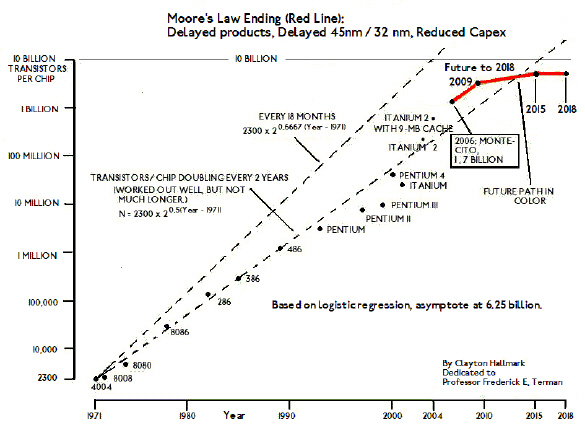 Moore's Law Ending (Red Line):
Delayed products, Delayed 45nm / 32 nm, Reduced Capex
10 BILLION
TRANSISTORS
PER CHIP
10 BILLION
Future to 2018
2009
2015
2018
1 BILLION
EVERY 18 MONTHS
2300 x 2 0.6667 (Year - 1971)
ITANIUM 2
WITH 9-MB CACHE
ITANIUM 2
2006; MONTE-
CITO,
1,7 BILLION
100 MILLION
TRANSISTORS/ CHIP DOUBLING EVERY 2 YEARS
(WORKED OUT WELL, BUT NOT
MUCH LONGER.)
N = 2300 x 2 0.5(Year - 1971)
PENTIUM 4
ITANIUM
FUTURE PATH IN
COLOR
10 MILLION
PENTIUM III
PENTIUM II
PENTIUM
1 MILLION
486
386
100,000
286
Based on logistic regression, asymptote at 6,25 billion.
8086
10,000
8080
8008
2300
4004
By Clayton Hallmark
Dedicated to
Professor Frederick E, Terman
1971
1980
Year
1990
2000
2004
2010
2015
2018